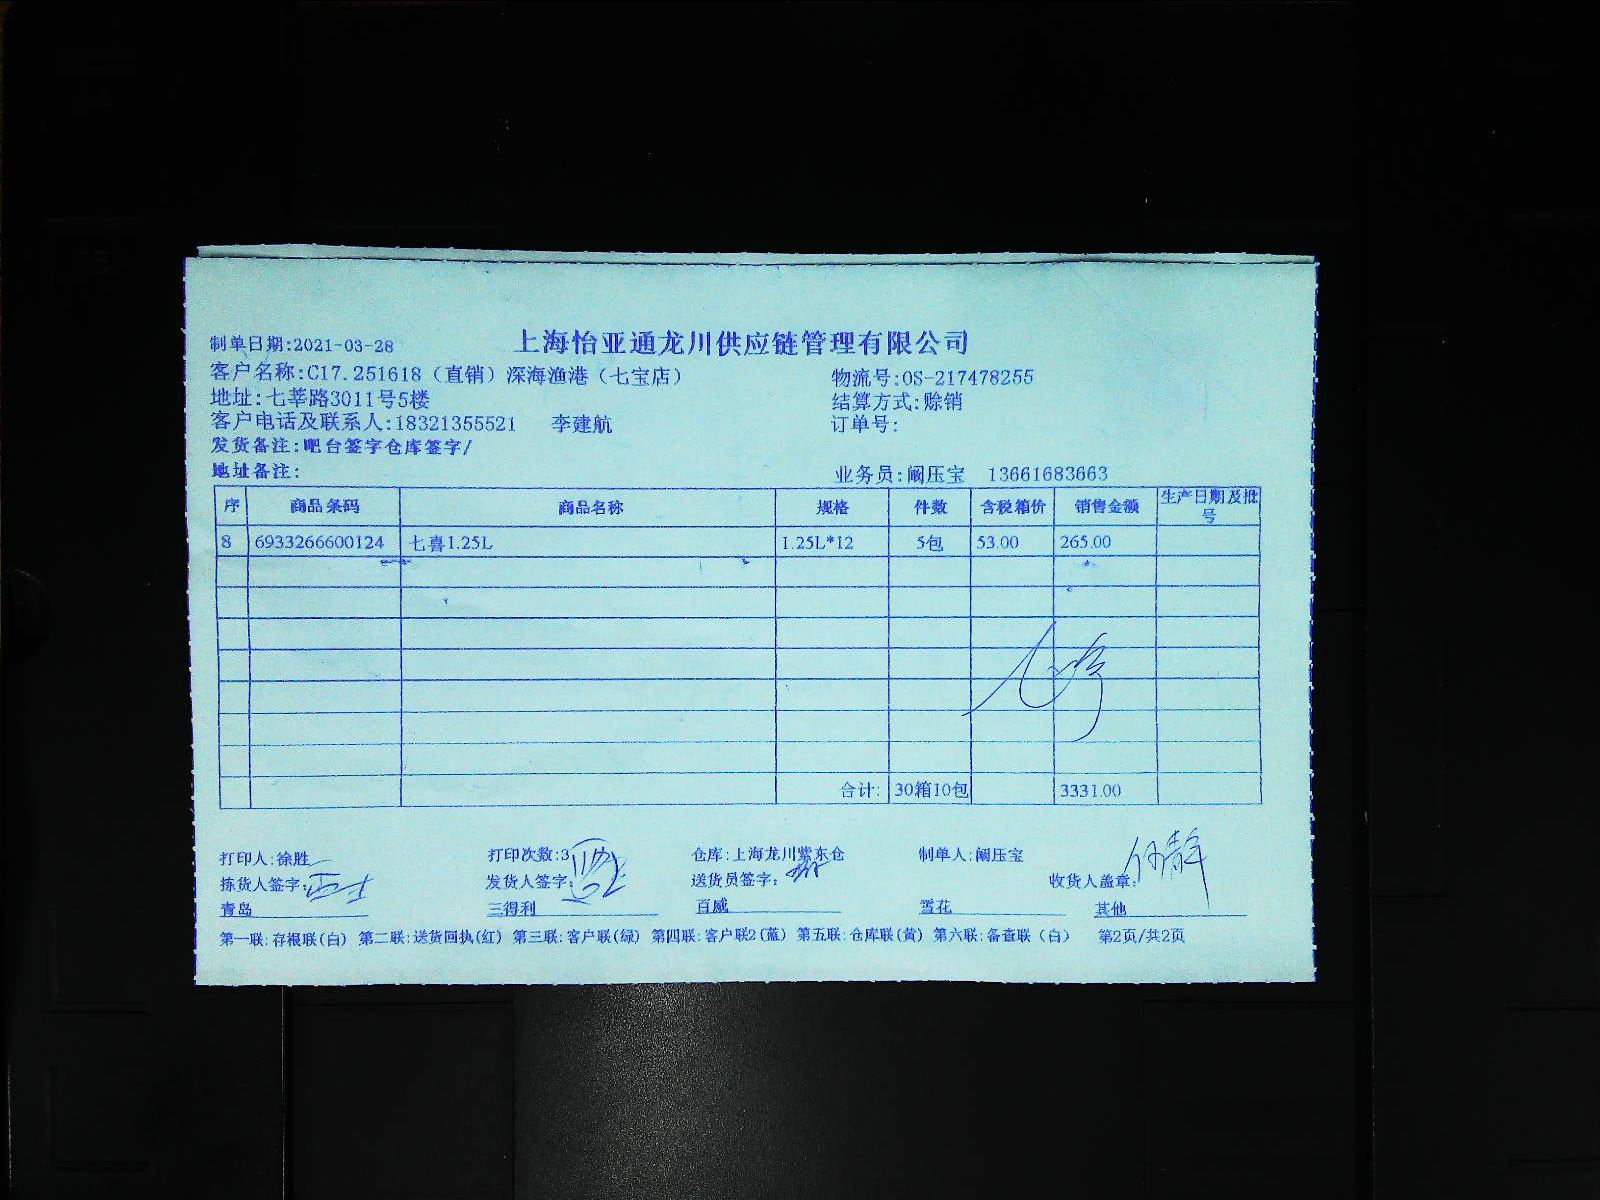 上海怡亚通龙川供应链管理有限公司
制单日期:2021-03-28
客户名称:C17.251618（直销）深海渔港（七宝店） 物流号:OS-217478255
地址:七莘路3011号5楼 结算方式:赊销
客户电话及联系人:18321355521 李建航 订单号:
发货备注:吧台签字仓库签字/
地址备注: 业务员:阚压宝 13661683663
序 商品条码 商品名称 规格 件数 含税箱价 销售金额 生产日期及批号
8 6933266600124 七喜1.25L 1.25L*12 5包 53.00 265.00
合计: 30箱10包 3331.00
打印人:徐胜 打印次数:3 仓库:上海龙川紫东仓 制单人:阚压宝
拣货人签字: 发货人签字: 送货员签字: 收货人盖章:
青岛 三得利 百威 雪花 其他
第一联:存根联(白) 第二联:送货回执(红) 第三联:客户联(绿) 第四联:客户联2(蓝) 第五联:仓库联(黄) 第六联:备查联（白） 第2页/共2页